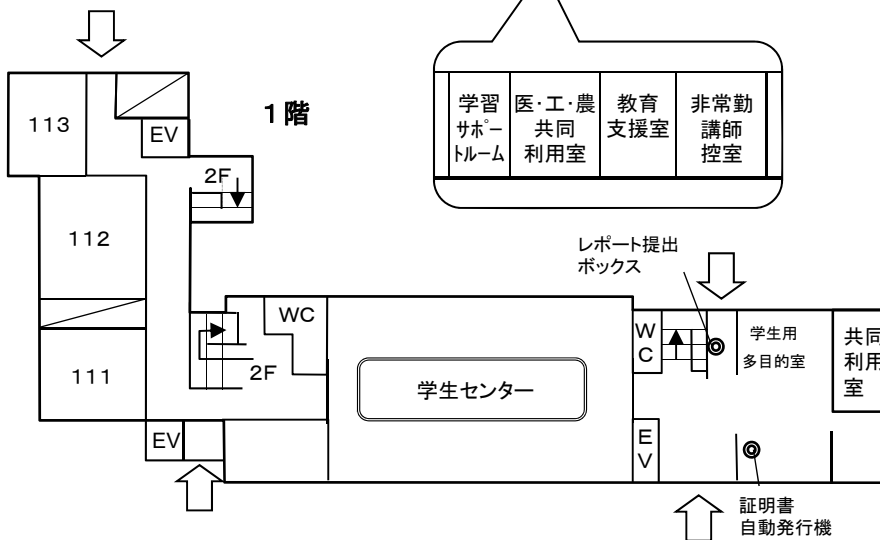 1階
113
EV
2F
112
WC
2F
111
EV
学習
サポー
トルーム
医・工・農
共同
利用室
教育
支援室
非常勤
講師
控室
レポート提出
ボックス
学生センター
W
C
学生用
多目的室
共同
利用
室
E
V
証明書
自動発行機